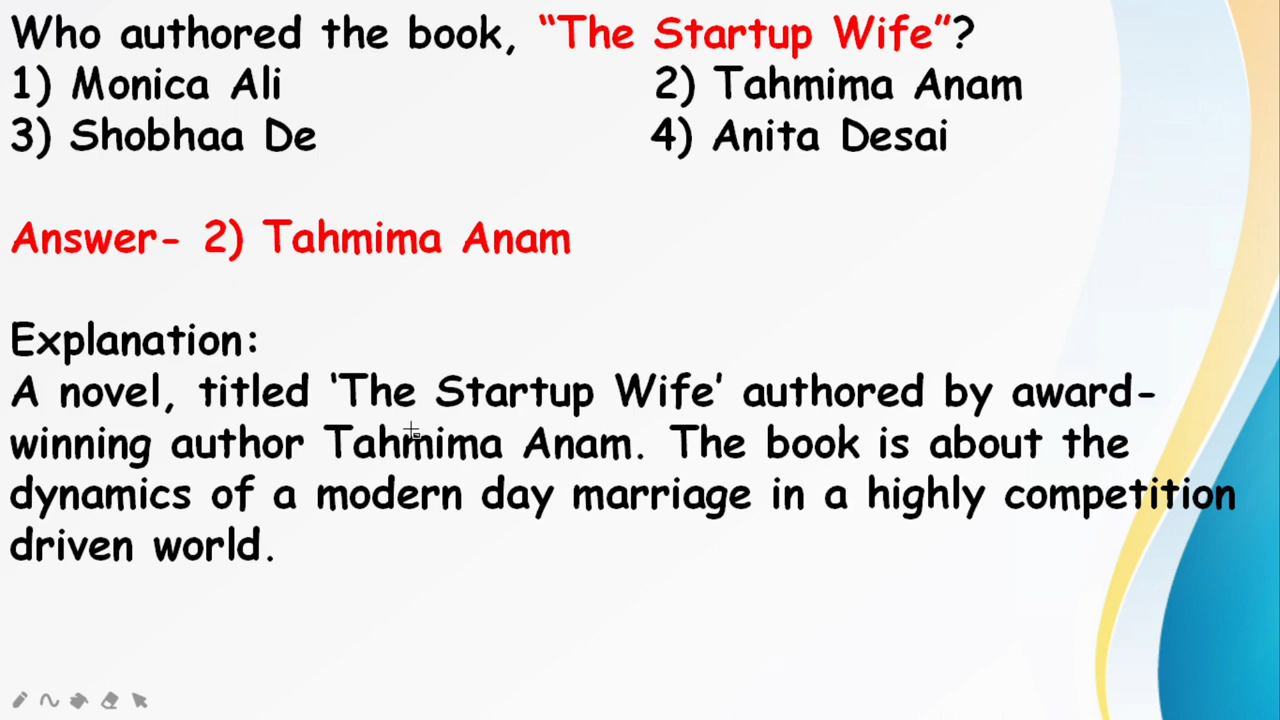 Who authored the book, “The Startup Wife”?
1) Monica Ali 2) Tahmima Anam
3) Shobhaa De 4) Anita Desai
Answer- 2) Tahmima Anam
Explanation:
A novel, titled ‘The Startup Wife’ authored by award-
winning author Tahmima Anam. The book is about the
dynamics of a modern day marriage in a highly competition
driven world.